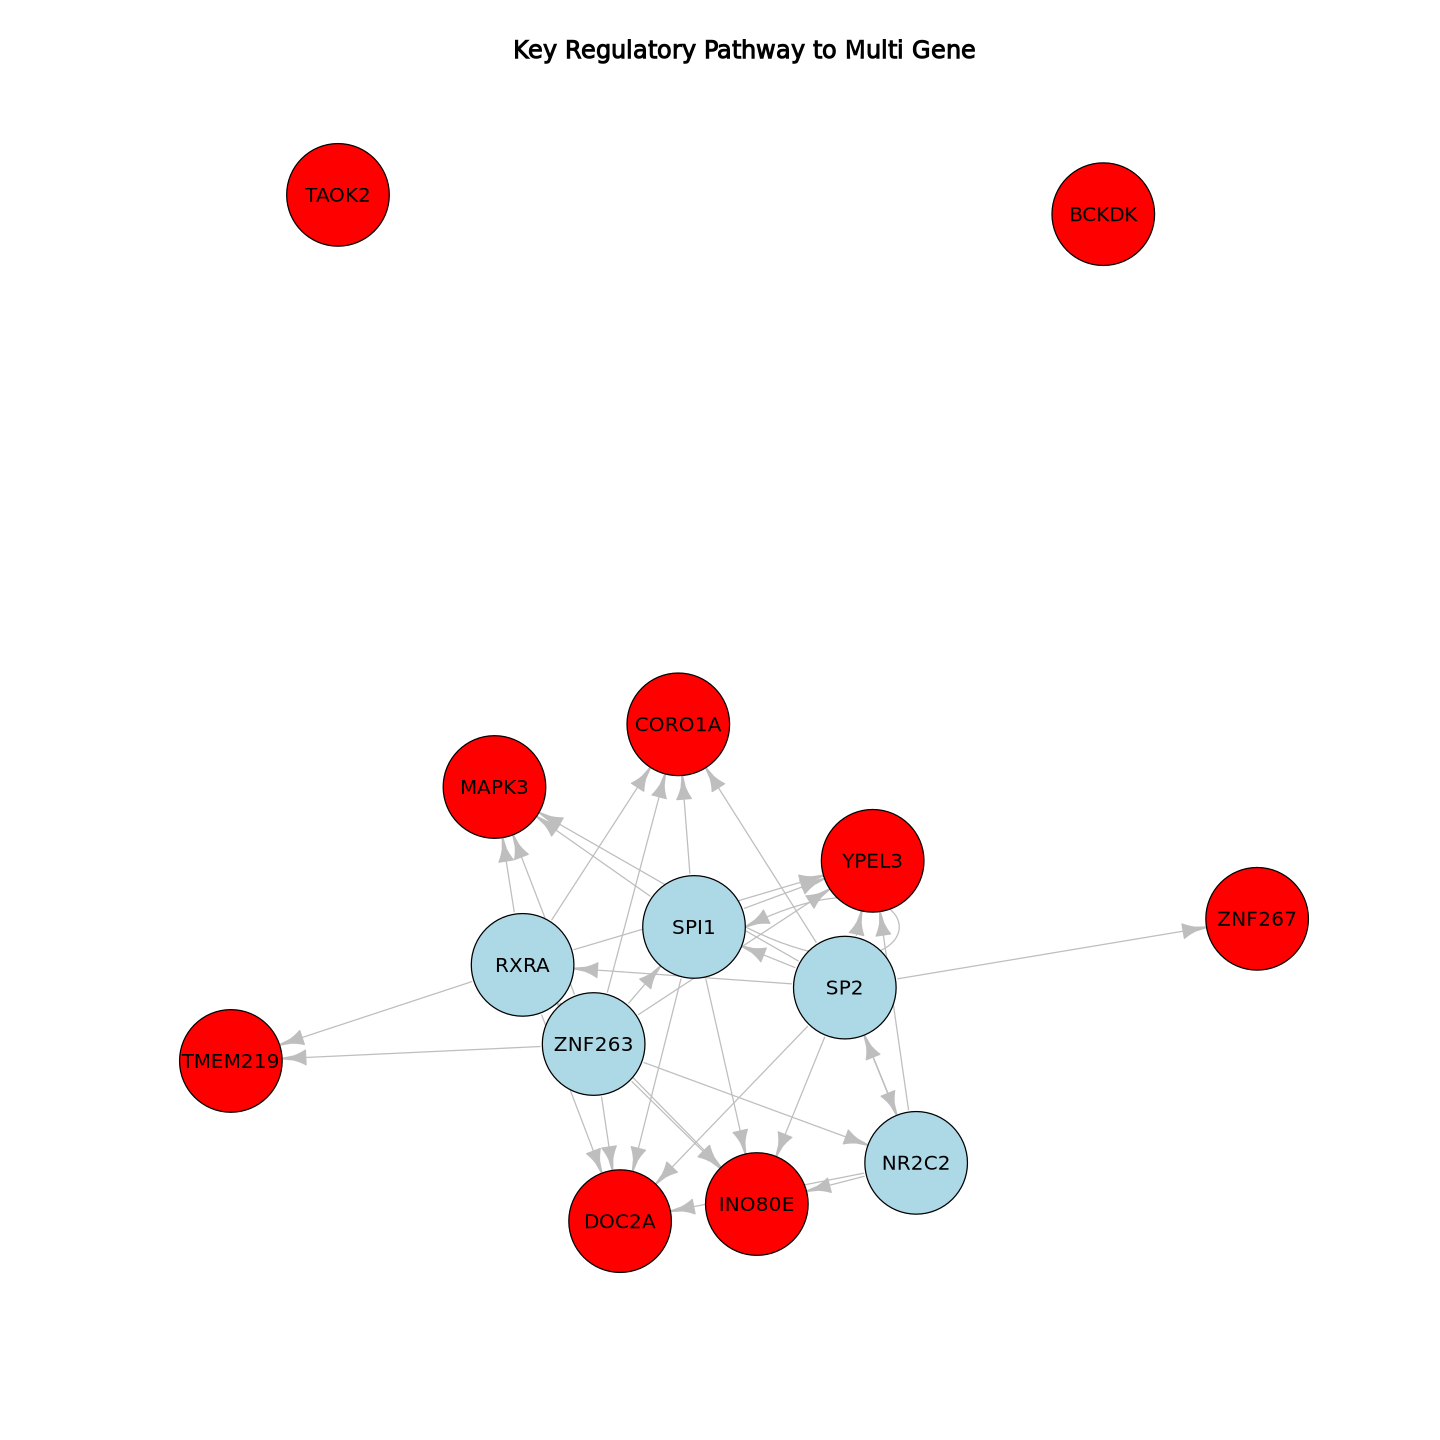 Key Regulatory Pathway to Multi Gene
TAOK2
BCKDK
CORO1A
MAPK3
YPEL3
ZNF267
SPI1
RXRA
SP2
ZNF263
TMEM219
NR2C2
INO80E
DOC2A